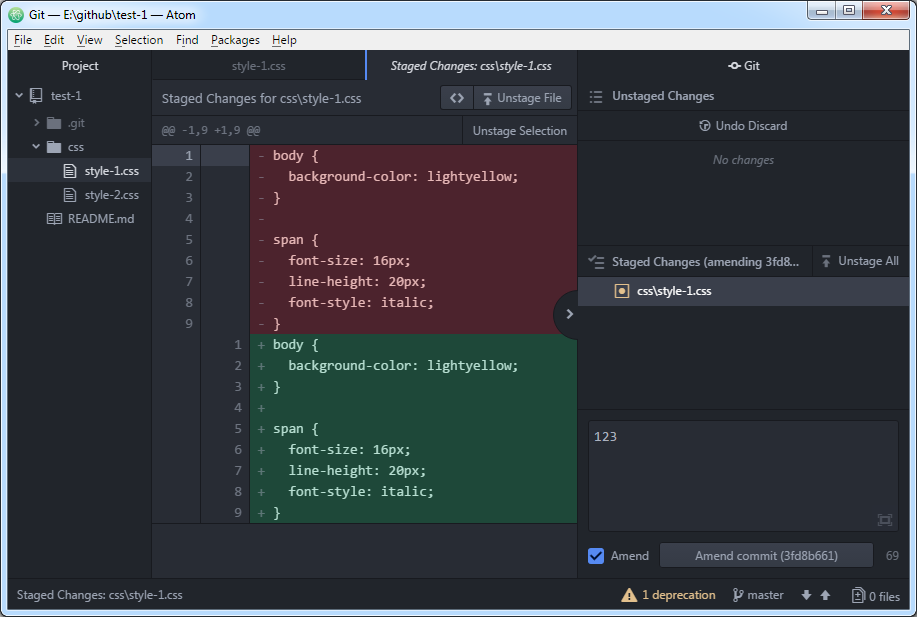 Git — E:\github\test-1 — Atom
File Edit View Selection Find Packages Help
Project
test-1
.git
css
style-1.css
style-2.css
README.md
style-1.css
Staged Changes: css\style-1.css
Staged Changes for css\style-1.css
Unstage File
@@ -1,9 +1,9 @@
Unstage Selection
1 - body {
2 - background-color: lightyellow;
3 - }
4 -
5 - span {
6 - font-size: 16px;
7 - line-height: 20px;
8 - font-style: italic;
9 - }
1 + body {
2 + background-color: lightyellow;
3 + }
4 +
5 + span {
6 + font-size: 16px;
7 + line-height: 20px;
8 + font-style: italic;
9 + }
Git
Unstaged Changes
Undo Discard
No changes
Staged Changes (amending 3fd8...
Unstage All
css\style-1.css
123
Amend
Amend commit (3fd8b661)
69
Staged Changes: css\style-1.css
1 deprecation
master
0 files